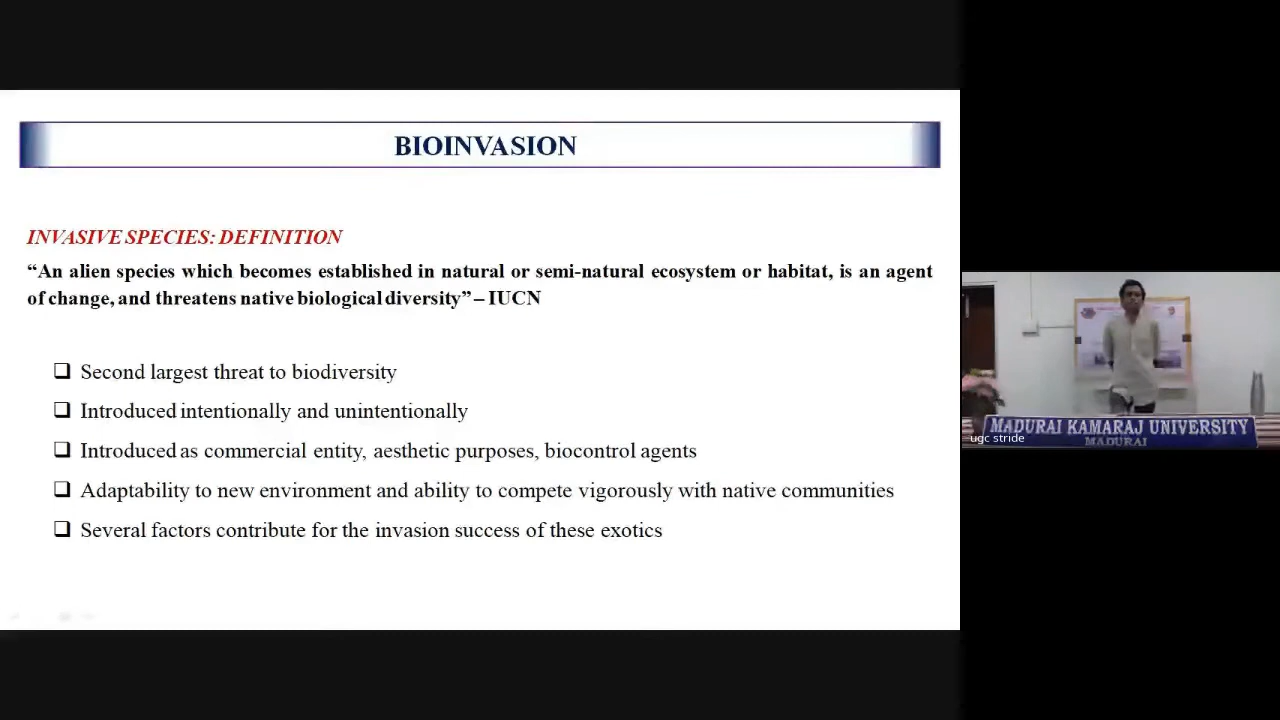 BIOINVASION
INVASIVE SPECIES: DEFINITION
“An alien species which becomes established in natural or semi-natural ecosystem or habitat, is an agent
of change, and threatens native biological diversity” – IUCN
❑ Second largest threat to biodiversity
❑ Introduced intentionally and unintentionally
❑ Introduced as commercial entity, aesthetic purposes, biocontrol agents
❑ Adaptability to new environment and ability to compete vigorously with native communities
❑ Several factors contribute for the invasion success of these exotics
MADURAI KAMARAJ UNIVERSITY
MADURAI
ugc stride